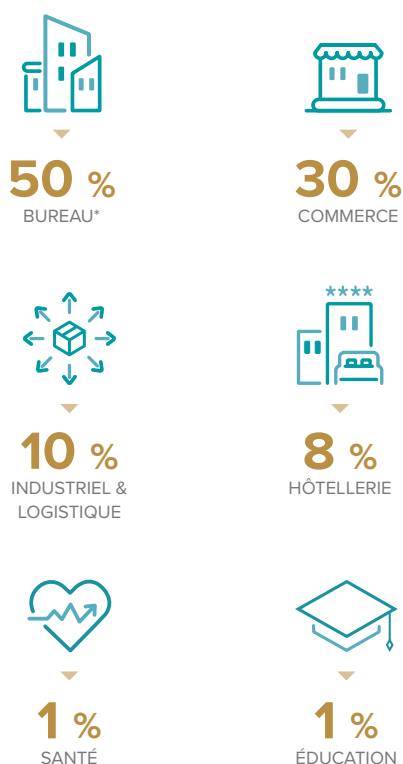 50 %
BUREAU*
30 %
COMMERCE
10 %
INDUSTRIEL &
LOGISTIQUE
****
8 %
HÔTELLERIE
1 %
SANTÉ
1 %
ÉDUCATION